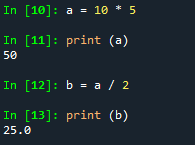 In [10]: a = 10 * 5
In [11]: print (a)
50
In [12]: b = a / 2
In [13]: print (b)
25.0